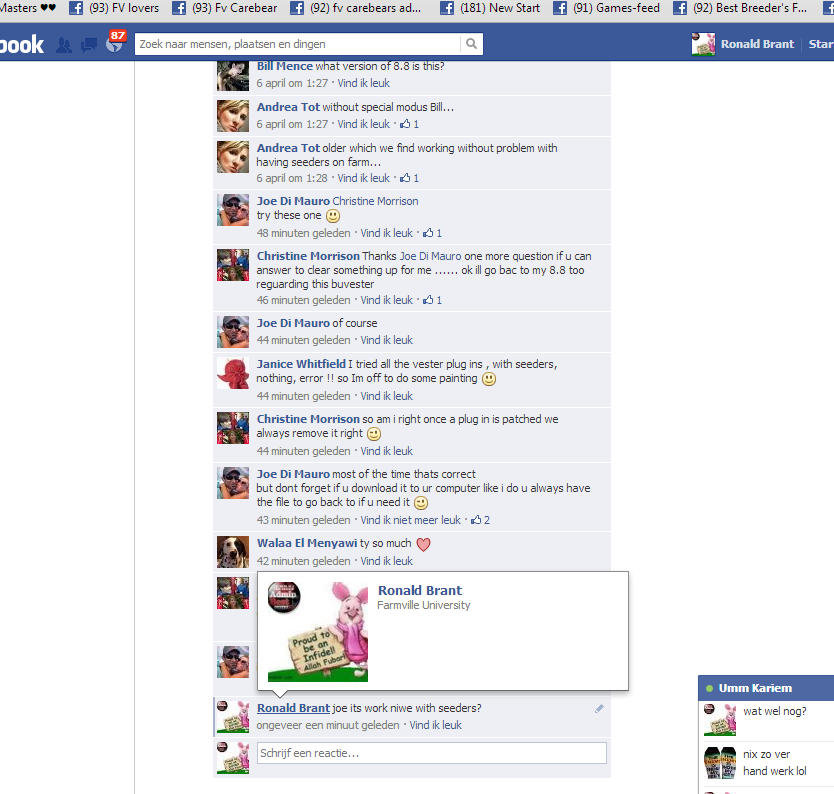 Masters ♥♥
(93) FV lovers
(93) Fv Carebear
(92) fv carebears ad...
(181) New Start
(91) Games-feed
(92) Best Breeder's F...
book
87
Zoek naar mensen, plaatsen en dingen
Ronald Brant
Star
Bill Mence what version of 8.8 is this?
6 april om 1:27 · Vind ik leuk
Andrea Tot without special modus Bill...
6 april om 1:27 · Vind ik leuk · 1
Andrea Tot older which we find working without problem with
having seeders on farm...
6 april om 1:28 · Vind ik leuk · 1
Joe Di Mauro Christine Morrison
try these one
48 minuten geleden · Vind ik leuk · 1
Christine Morrison Thanks Joe Di Mauro one more question if u can
answer to clear something up for me ...... ok ill go bac to my 8.8 too
reguarding this buvester
46 minuten geleden · Vind ik leuk · 1
Joe Di Mauro of course
44 minuten geleden · Vind ik leuk
Janice Whitfield I tried all the vester plug ins , with seeders,
nothing, error !! so Im off to do some painting
44 minuten geleden · Vind ik leuk
Christine Morrison so am i right once a plug in is patched we
always remove it right
44 minuten geleden · Vind ik leuk
Joe Di Mauro most of the time thats correct
but dont forget if u download it to ur computer like i do u always have
the file to go back to if u need it
43 minuten geleden · Vind ik niet meer leuk · 2
Walaa El Menyawi ty so much
42 minuten geleden · Vind ik leuk
Ronald Brant
Farmville University
Admin
Proud to
be an
Infidel!
Allah Fubar!
Ronald Brant joe its work niwe with seeders?
ongeveer een minuut geleden · Vind ik leuk
Schrijf een reactie...
Umm Kariem
wat wel nog?
nix zo ver
hand werk lol